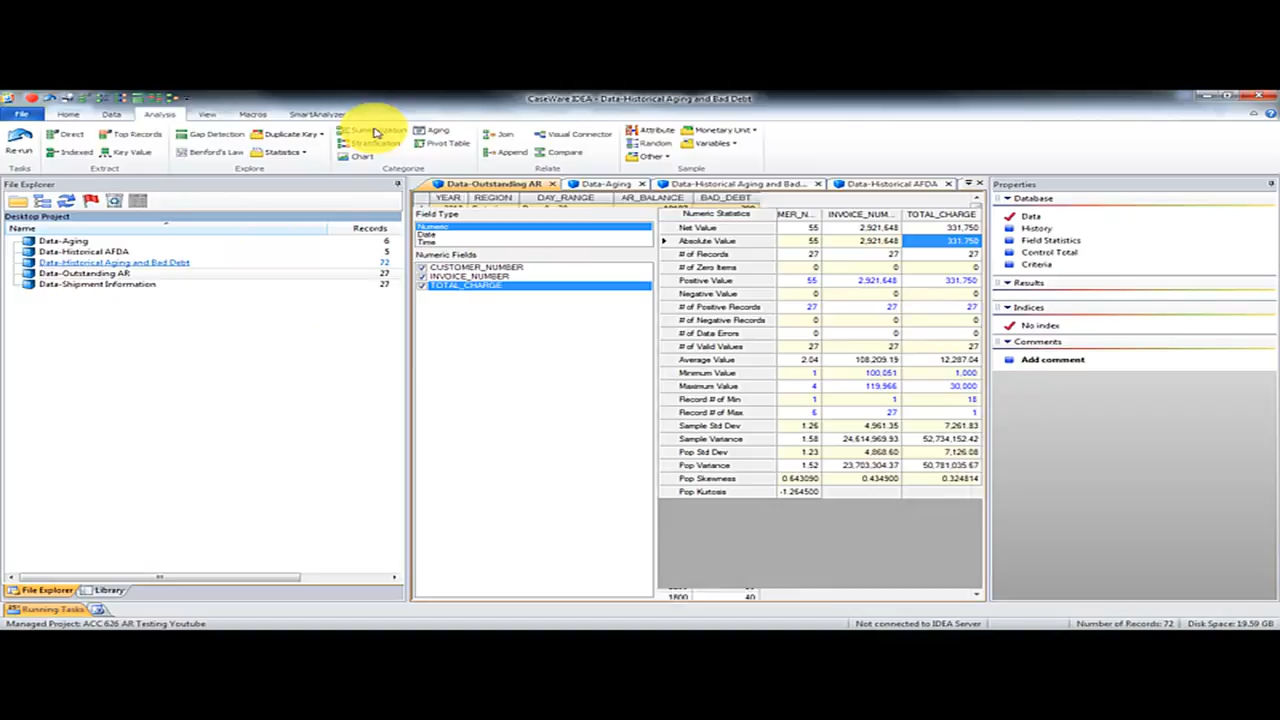 CaseWare IDEA - Data-Historical Aging and Bad Debt
File Home Data Analysis View Macros SmartAnalyzer
Re-run
Tasks
Direct Top Records
Indexed Key Value
Extract
Gap Detection Duplicate Key
Benford's Law Statistics
Explore
Summarization Aging
Stratification Pivot Table
Chart
Categorize
Join Visual Connector
Append Compare
Relate
Attribute Monetary Unit
Random Variables
Other
Sample
File Explorer
Desktop Project
Name Records
Data-Aging 6
Data-Historical AFDA 5
Data-Historical Aging and Bad Debt 72
Data-Outstanding AR 27
Data-Shipment Information 27
File Explorer Library
Running Tasks
Data-Outstanding AR Data-Aging Data-Historical Aging and Bad... Data-Historical AFDA
YEAR REGION DAY_RANGE AR_BALANCE BAD_DEBT
Field Type
Numeric
Date
Time
Numeric Fields
CUSTOMER_NUMBER
INVOICE_NUMBER
TOTAL_CHARGE
Numeric Statistics MER_N... INVOICE_NUM... TOTAL_CHARGE
Net Value 55 2,921,648 331,750
Absolute Value 55 2,921,648 331,750
# of Records 27 27 27
# of Zero Items 0 0 0
Positive Value 55 2,921,648 331,750
Negative Value 0 0 0
# of Positive Records 27 27 27
# of Negative Records 0 0 0
# of Data Errors 0 0 0
# of Valid Values 27 27 27
Average Value 2.04 108,209.19 12,287.04
Minimum Value 1 100,051 1,000
Maximum Value 4 119,966 30,000
Record # of Min 1 1 18
Record # of Max 6 27 1
Sample Std Dev 1.26 4,961.35 7,261.83
Sample Variance 1.58 24,614,969.93 52,734,152.42
Pop Std Dev 1.23 4,868.60 7,126.08
Pop Variance 1.52 23,703,304.37 50,781,035.67
Pop Skewness 0.643090 0.434900 0.324814
Pop Kurtosis -1.264500
1800 40
Properties
Database
Data
History
Field Statistics
Control Total
Criteria
Results
Indices
No index
Comments
Add comment
Managed Project: ACC 626 AR Testing Youtube Not connected to IDEA Server Number of Records: 72 Disk Space: 19.59 GB